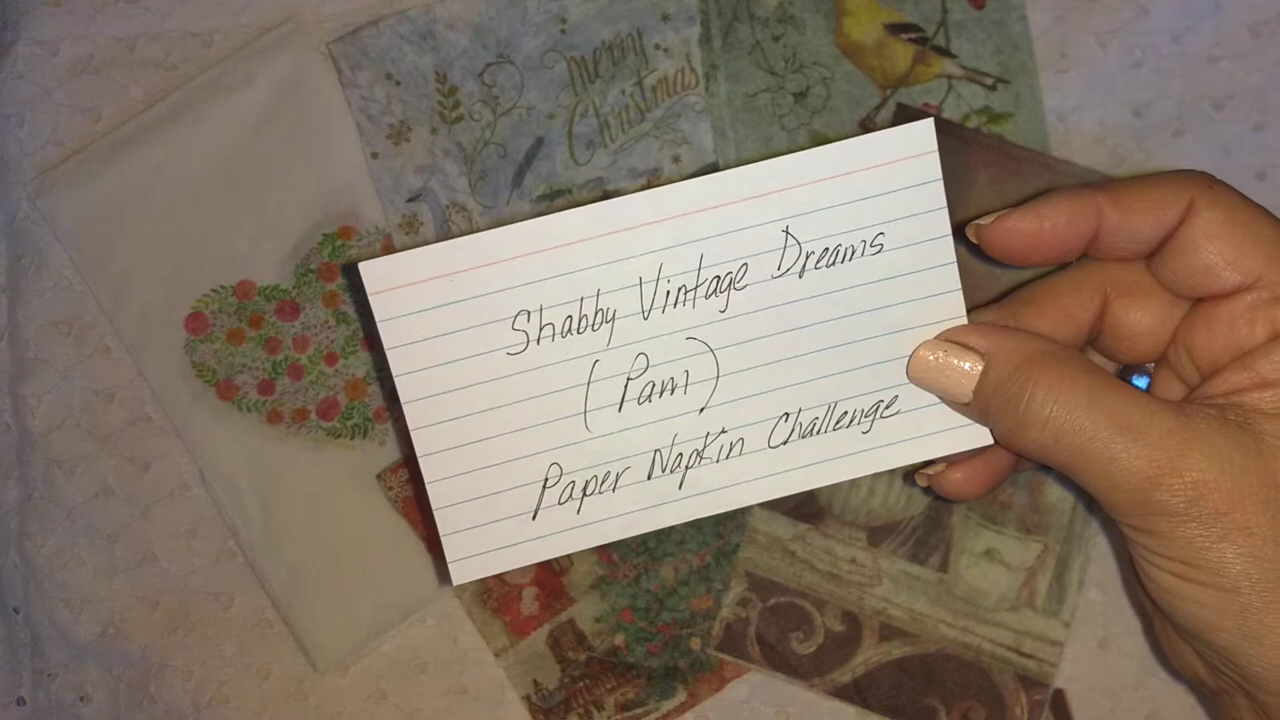 Merry
Christmas
Shabby Vintage Dreams
(Pam)
Paper Napkin Challenge